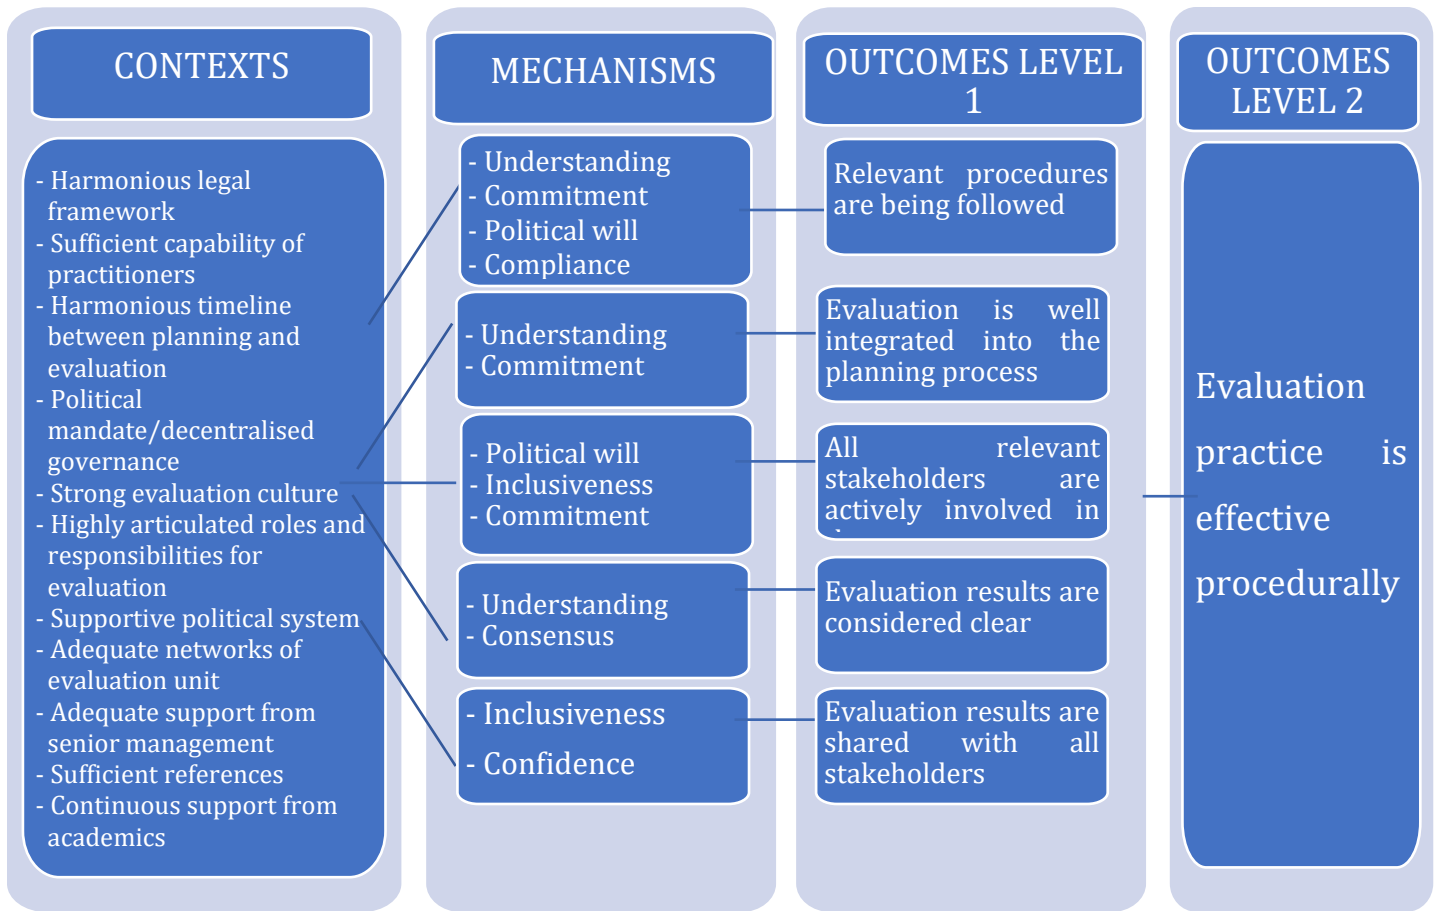 CONTEXTS
- Harmonious legal
framework
- Sufficient capability of
practitioners
- Harmonious timeline
between planning and
evaluation
- Political
mandate/decentralised
governance
- Strong evaluation culture
- Highly articulated roles and
responsibilities for
evaluation
- Supportive political system
- Adequate networks of
evaluation unit
- Adequate support from
senior management
- Sufficient references
- Continuous support from
academics
MECHANISMS
- Understanding
- Commitment
- Political will
- Compliance
- Understanding
- Commitment
- Political will
- Inclusiveness
- Commitment
- Understanding
- Consensus
- Inclusiveness
- Confidence
OUTCOMES LEVEL
1
Relevant procedures
are being followed
Evaluation is well
integrated into the
planning process
All relevant
stakeholders are
actively involved in
Evaluation results are
considered clear
Evaluation results are
shared with all
stakeholders
OUTCOMES
LEVEL 2
Evaluation
practice is
effective
procedurally